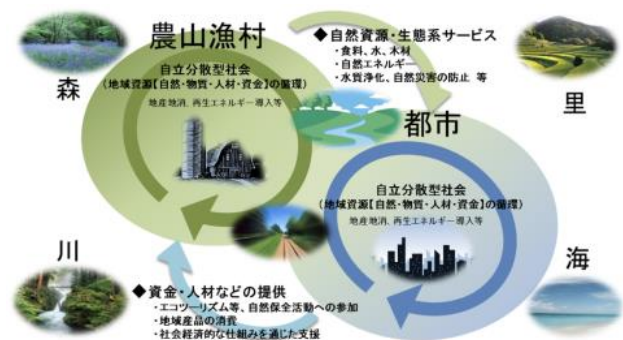 農山漁村
◆自然資源・生態系サービス
・食料、水、木材
・自然エネルギー
・水質浄化、自然災害の防止 等
森
自立分散型社会
(地域資源【自然・物質・人材・資金】の循環)
地産地消、再生エネルギー導入等
里
都市
自立分散型社会
(地域資源【自然・物質・人材・資金】の循環)
地産地消、再生エネルギー導入等
川
海
◆資金・人材などの提供
・エコツーリズム等、自然保全活動への参加
・地域産品の消費
・社会経済的な仕組みを通じた支援